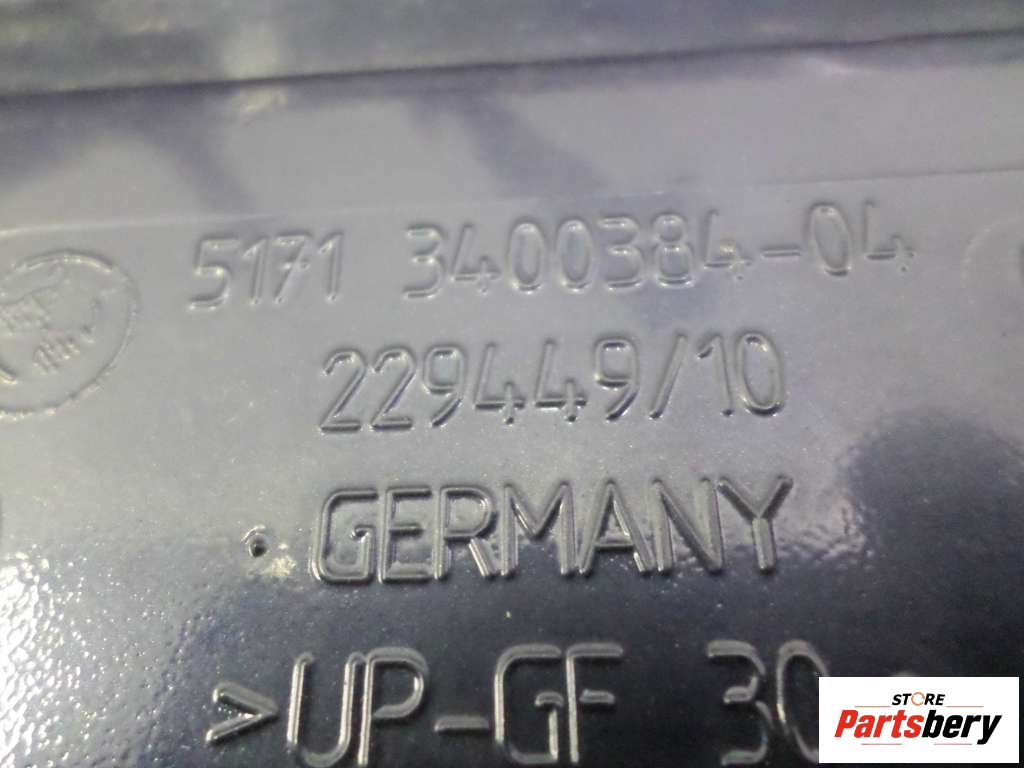 5171 3400384-04
229449/10
GERMANY
>UP-GF 30
STORE
Partsbery